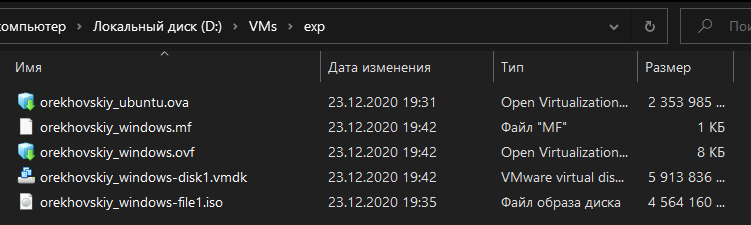 компьютер › Локальный диск (D:) › VMs › exp
Имя Дата изменения Тип Размер
orekhovskiy_ubuntu.ova 23.12.2020 19:31 Open Virtualization... 2 353 985 ...
orekhovskiy_windows.mf 23.12.2020 19:42 Файл "MF" 1 КБ
orekhovskiy_windows.ovf 23.12.2020 19:42 Open Virtualization... 8 КБ
orekhovskiy_windows-disk1.vmdk 23.12.2020 19:42 VMware virtual dis... 5 913 836 ...
orekhovskiy_windows-file1.iso 23.12.2020 19:35 Файл образа диска 4 564 160 ...